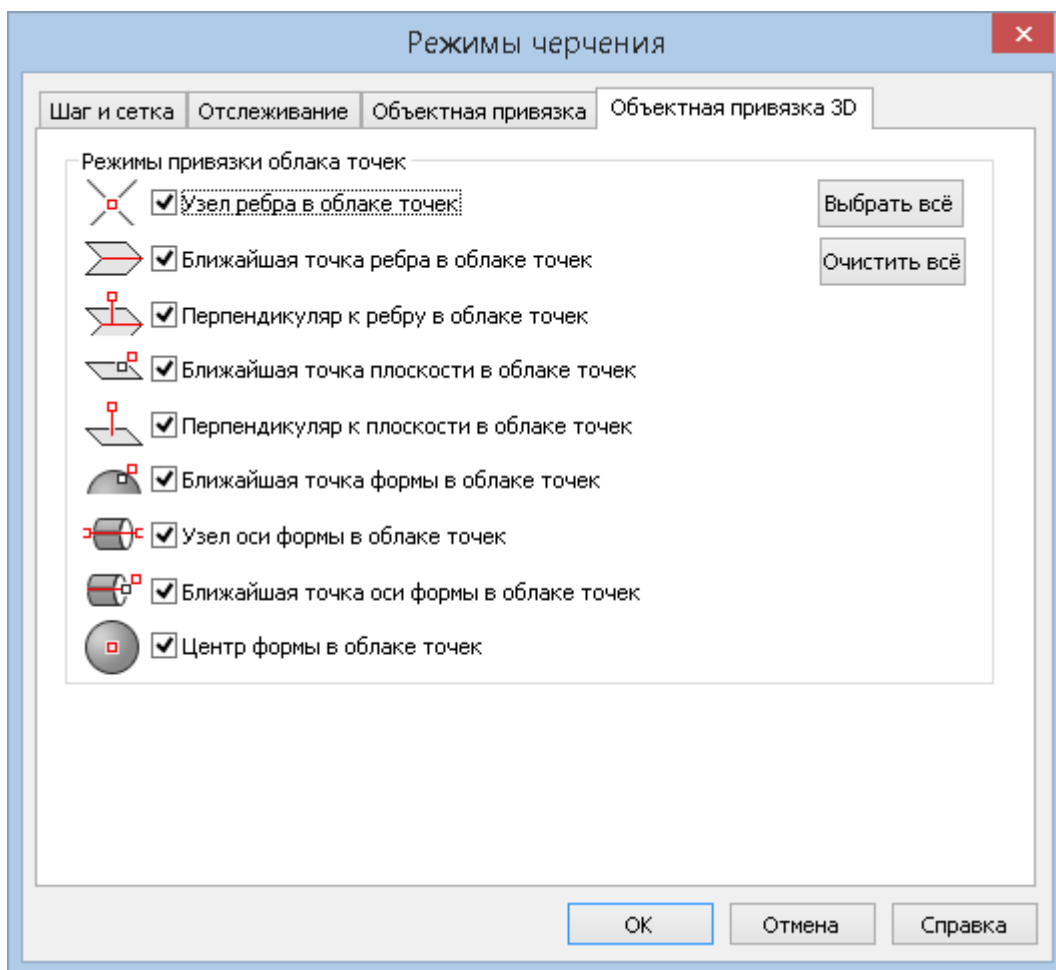 Режимы черчения
Шаг и сетка
Отслеживание
Объектная привязка
Объектная привязка 3D
Режимы привязки облака точек
Узел ребра в облаке точек
Выбрать всё
Ближайшая точка ребра в облаке точек
Очистить всё
Перпендикуляр к ребру в облаке точек
Ближайшая точка плоскости в облаке точек
Перпендикуляр к плоскости в облаке точек
Ближайшая точка формы в облаке точек
Узел оси формы в облаке точек
Ближайшая точка оси формы в облаке точек
Центр формы в облаке точек
ОК
Отмена
Справка